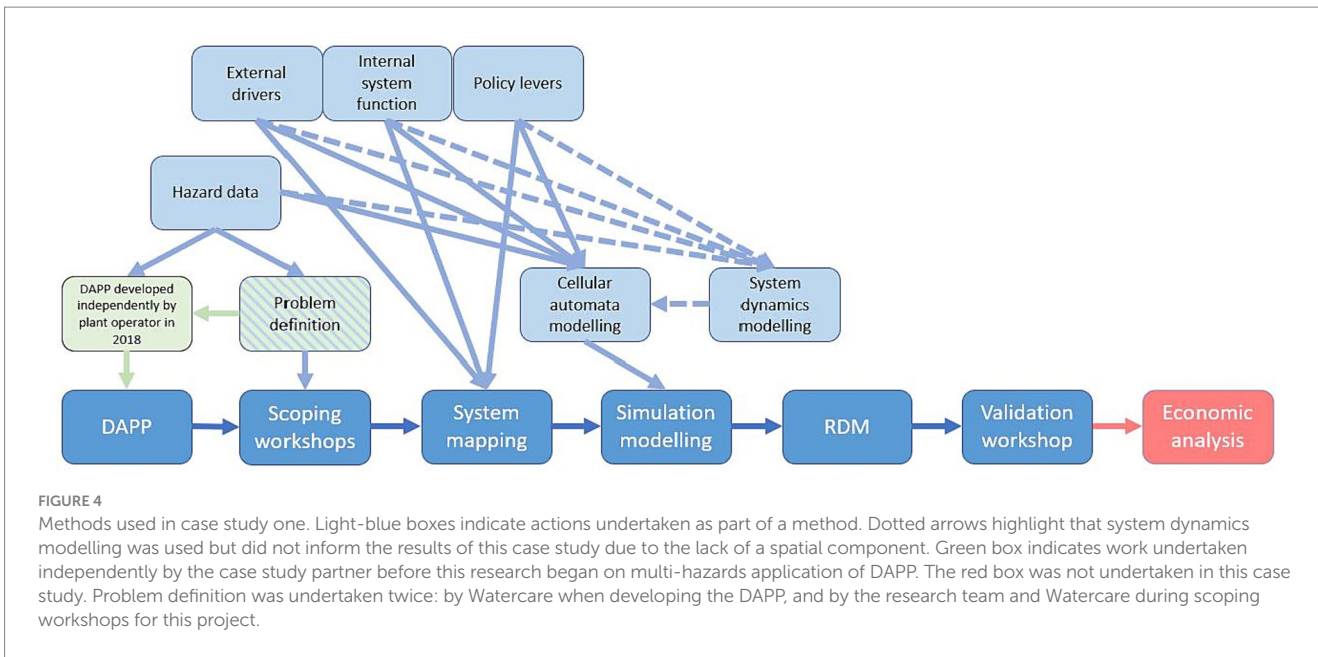 External
drivers
Internal
system
function
Policy levers
Hazard data
DAPP developed
independently by
plant operator in
2018
Problem
definition
Cellular
automata
modelling
System
dynamics
modelling
DAPP
Scoping
workshops
System
mapping
Simulation
modelling
RDM
Validation
workshop
Economic
analysis
FIGURE 4
Methods used in case study one. Light-blue boxes indicate actions undertaken as part of a method. Dotted arrows highlight that system dynamics
modelling was used but did not inform the results of this case study due to the lack of a spatial component. Green box indicates work undertaken
independently by the case study partner before this research began on multi-hazards application of DAPP. The red box was not undertaken in this case
study. Problem definition was undertaken twice: by Watercare when developing the DAPP, and by the research team and Watercare during scoping
workshops for this project.